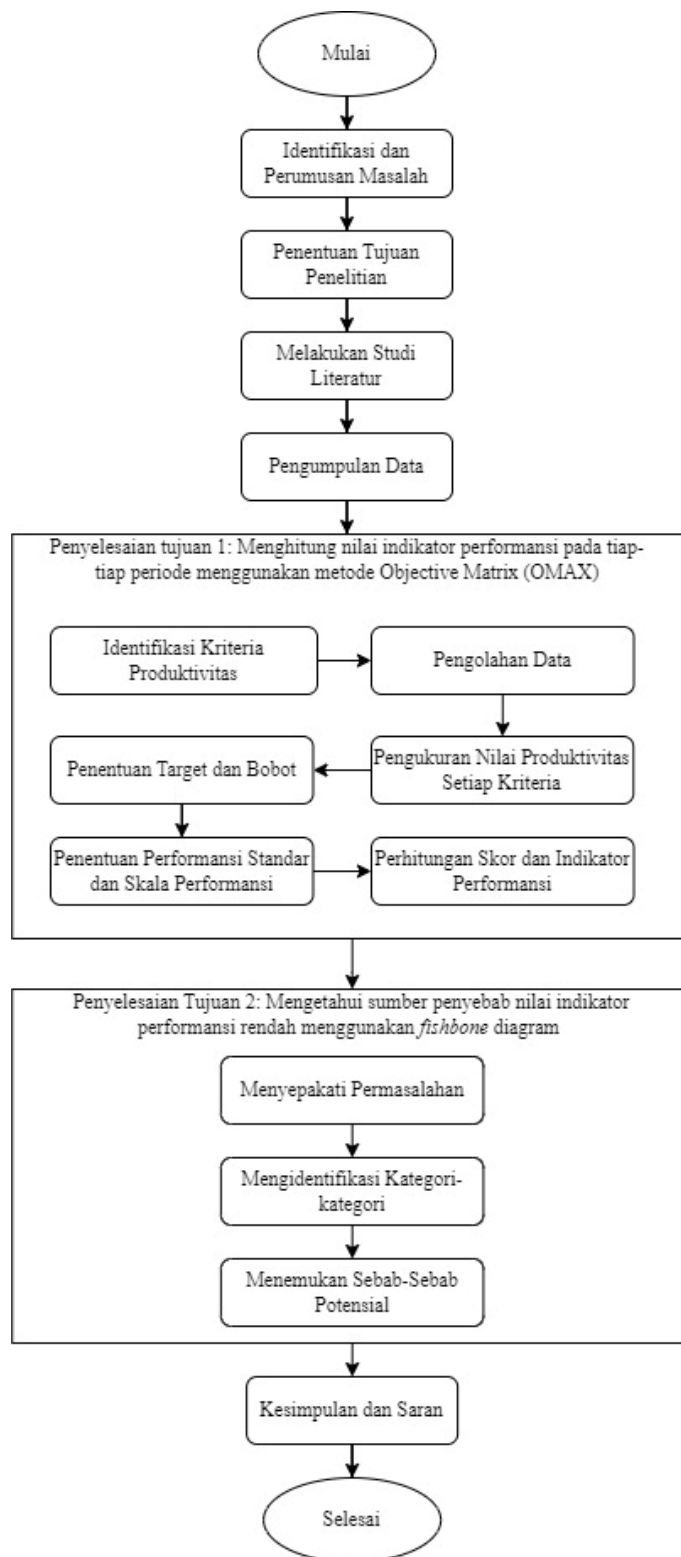 Mulai
Identifikasi dan
Perumusan Masalah
Penentuan Tujuan
Penelitian
Melakukan Studi
Literatur
Pengumpulan Data
Penyelesaian tujuan 1: Menghitung nilai indikator performansi pada tiap-
tiap periode menggunakan metode Objective Matrix (OMAX)
Identifikasi Kriteria
Produktivitas
Pengolahan Data
Pengukuran Nilai Produktivitas
Setiap Kriteria
Penentuan Target dan Bobot
Penentuan Performansi Standar
dan Skala Performansi
Perhitungan Skor dan Indikator
Performansi
Penyelesaian Tujuan 2: Mengetahui sumber penyebab nilai indikator
performansi rendah menggunakan fishbone diagram
Menyepakati Permasalahan
Mengidentifikasi Kategori-
kategori
Menemukan Sebab-Sebab
Potensial
Kesimpulan dan Saran
Selesai